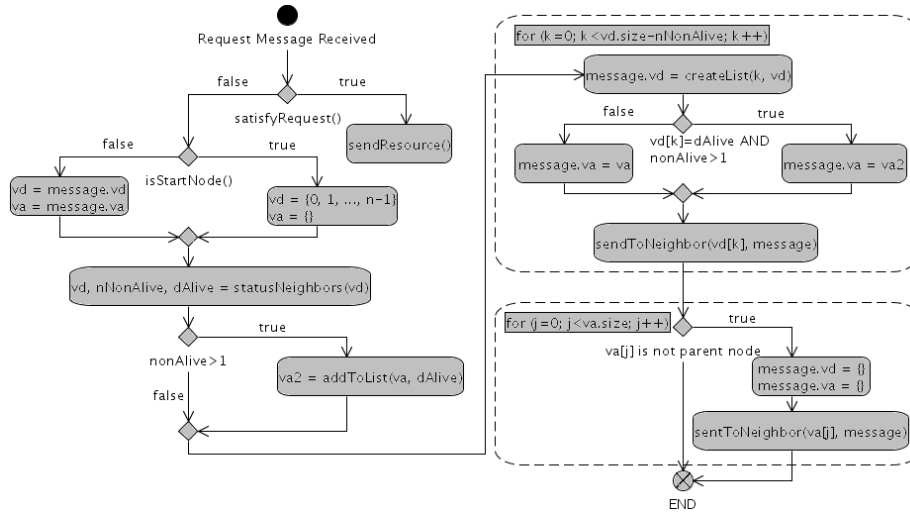 Request Message Received
false
true
satisfyRequest()
sendResource()
false
true
isStartNode()
vd = message.vd
va = message.va
vd = {0, 1, ..., n-1}
va = {}
vd, nNonAlive, dAlive = statusNeighbors(vd)
true
nonAlive>1
va2 = addToList(va, dAlive)
false
for (k=0; k<vd.size-nNonAlive; k++)
message.vd = createList(k, vd)
false
true
vd[k]=dAlive AND
nonAlive>1
message.va = va
message.va = va2
sendToNeighbor(vd[k], message)
for (j=0; j<va.size; j++)
true
va[j] is not parent node
message.vd = {}
message.va = {}
sentToNeighbor(va[j], message)
END